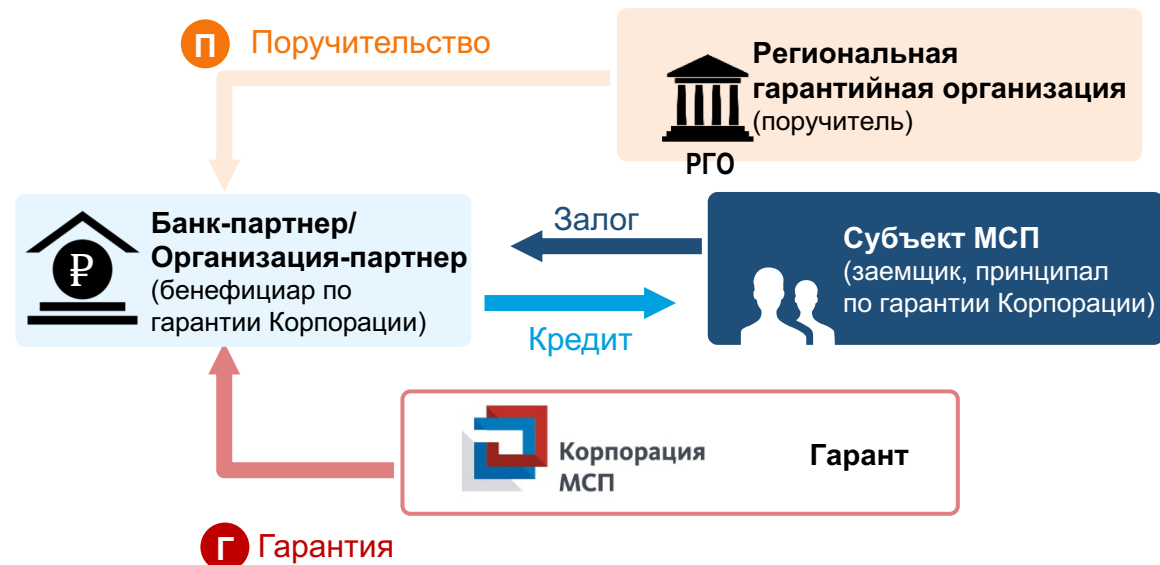 П Поручительство
Региональная
гарантийная организация
(поручитель)
РГО
Банк-партнер/
Организация-партнер
(бенефициар по
гарантии Корпорации)
₽
Залог
Кредит
Субъект МСП
(заемщик, принципал
по гарантии Корпорации)
Корпорация
МСП
Гарант
Г Гарантия